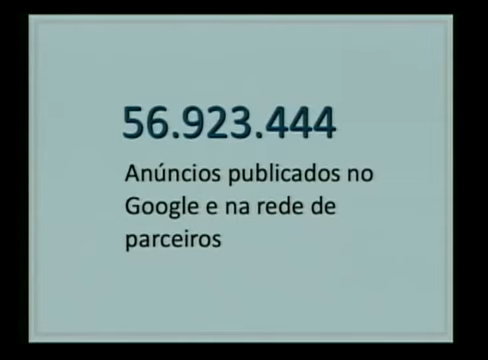 56.923.444
Anúncios publicados no
Google e na rede de
parceiros